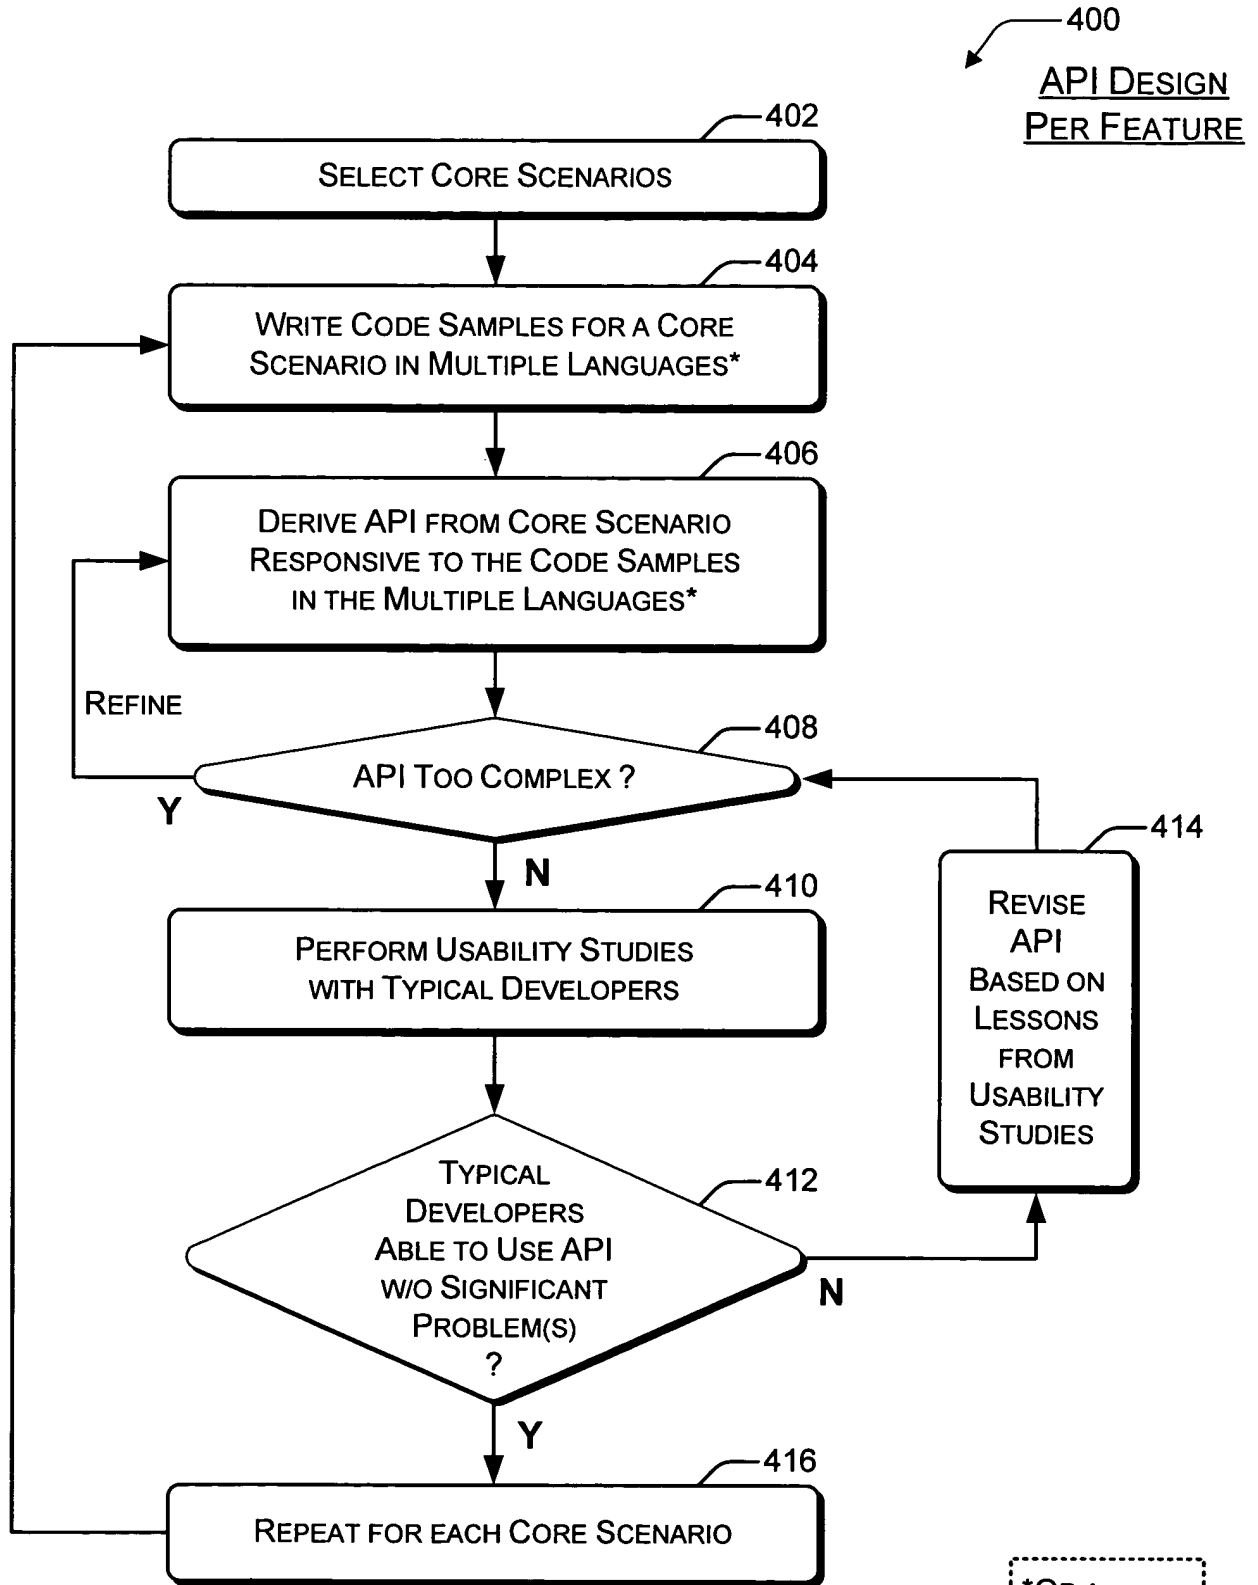 400
API DESIGN
PER FEATURE
402
SELECT CORE SCENARIOS
404
WRITE CODE SAMPLES FOR A CORE
SCENARIO IN MULTIPLE LANGUAGES*
406
DERIVE API FROM CORE SCENARIO
RESPONSIVE TO THE CODE SAMPLES
IN THE MULTIPLE LANGUAGES*
REFINE
408
API TOO COMPLEX ?
Y
N
414
REVISE
API
BASED ON
LESSONS
FROM
USABILITY
STUDIES
410
PERFORM USABILITY STUDIES
WITH TYPICAL DEVELOPERS
412
TYPICAL
DEVELOPERS
ABLE TO USE API
W/O SIGNIFICANT
PROBLEM(S)
?
N
Y
416
REPEAT FOR EACH CORE SCENARIO